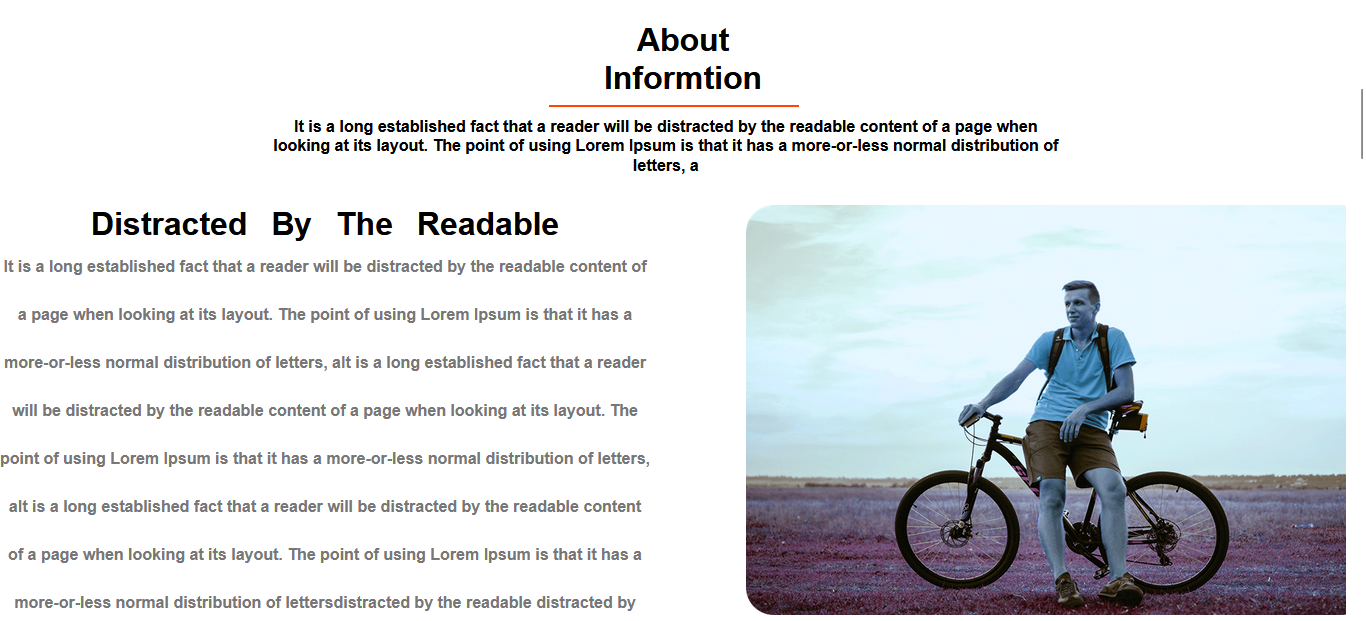 About
Informtion
It is a long established fact that a reader will be distracted by the readable content of a page when
looking at its layout. The point of using Lorem Ipsum is that it has a more-or-less normal distribution of
letters, a
Distracted By The Readable
It is a long established fact that a reader will be distracted by the readable content of
a page when looking at its layout. The point of using Lorem Ipsum is that it has a
more-or-less normal distribution of letters, alt is a long established fact that a reader
will be distracted by the readable content of a page when looking at its layout. The
point of using Lorem Ipsum is that it has a more-or-less normal distribution of letters,
alt is a long established fact that a reader will be distracted by the readable content
of a page when looking at its layout. The point of using Lorem Ipsum is that it has a
more-or-less normal distribution of lettersdistracted by the readable distracted by